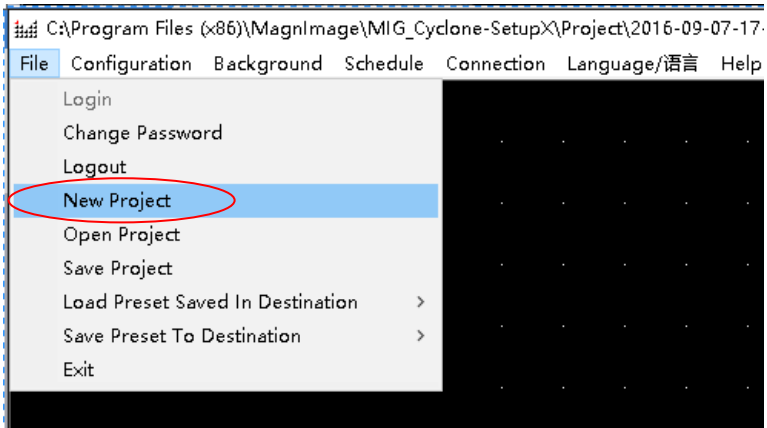 C:\Program Files (x86)\MagnImage\MIG_Cyclone-SetupX\Project\2016-09-07-17-
File Configuration Background Schedule Connection Language/语言 Help
Login
Change Password
Logout
New Project
Open Project
Save Project
Load Preset Saved In Destination >
Save Preset To Destination >
Exit